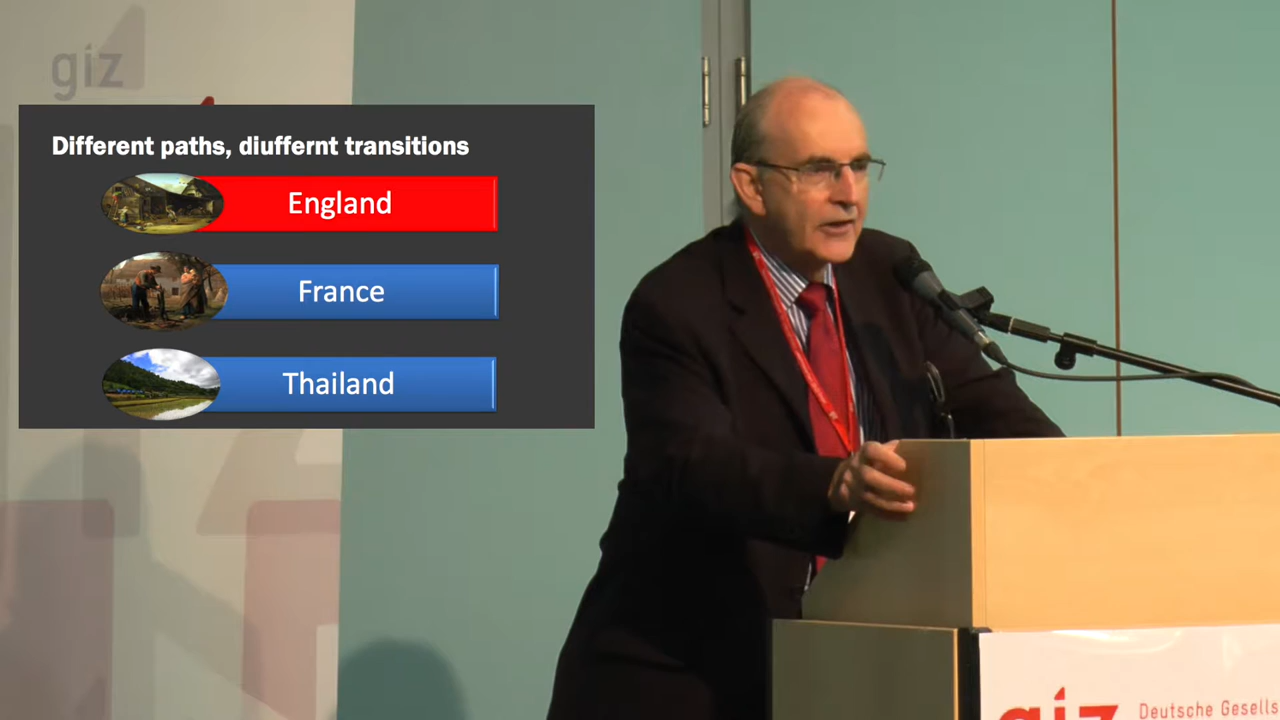 giz
Different paths, diuffernt transitions
England
France
Thailand
giz Deutsche Gesells